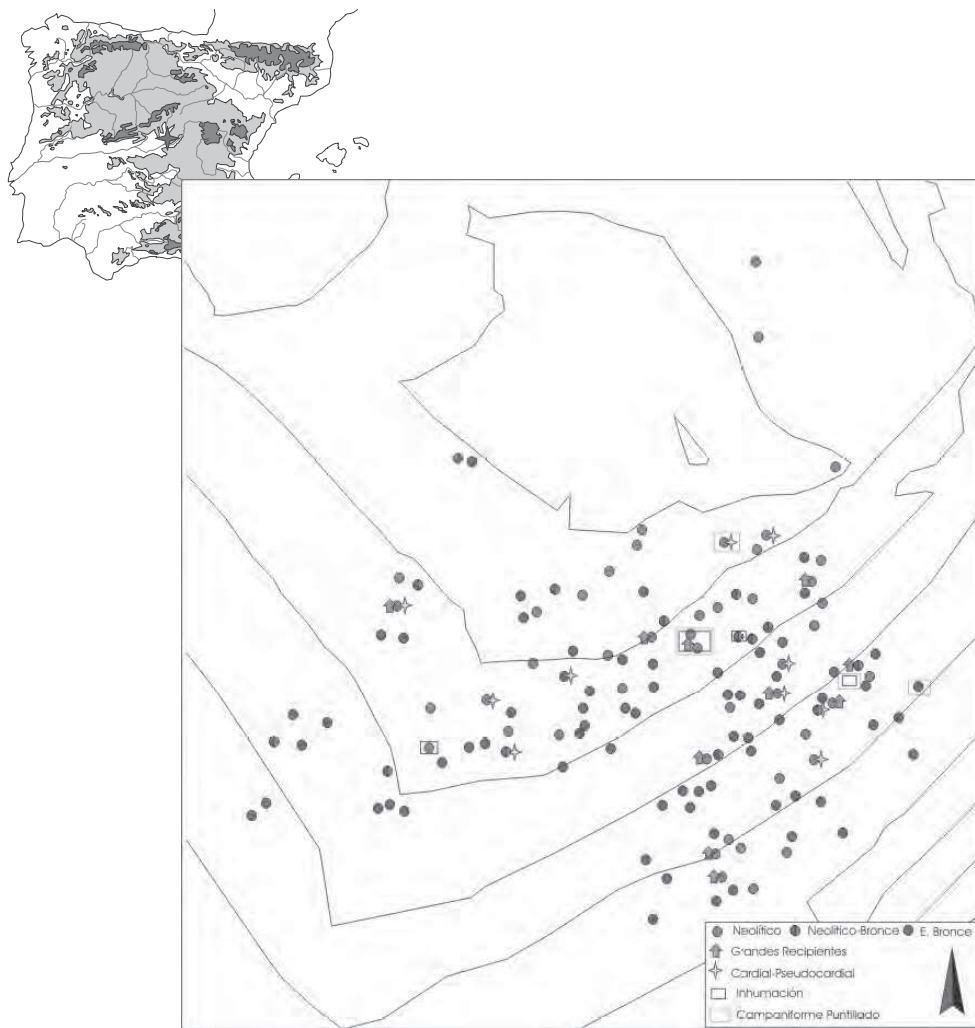 Neolítico Neolítico-Bronce E. Bronce
Grandes Recipientes
Cardial-Pseudocardial
Inhumación
Campaniforme Puntillado